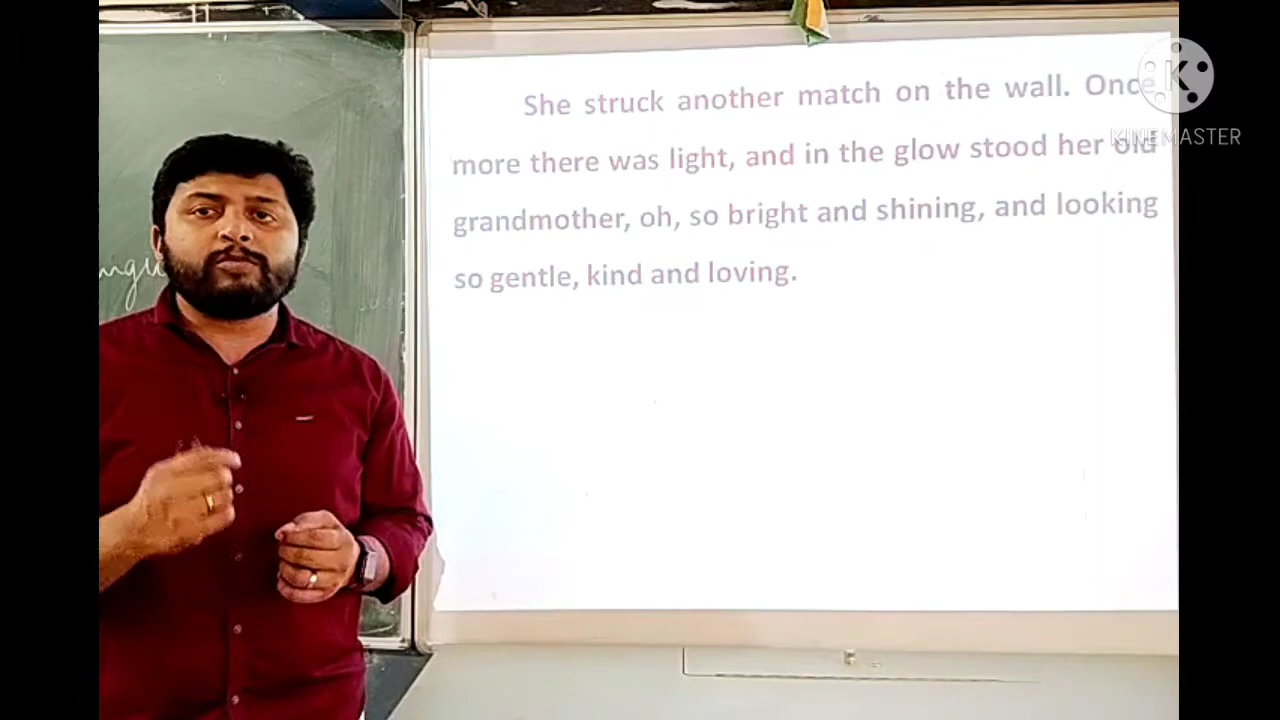 She struck another match on the wall. Once
more there was light, and in the glow stood her old
grandmother, oh, so bright and shining, and looking
so gentle, kind and loving.
K
KINEMASTER